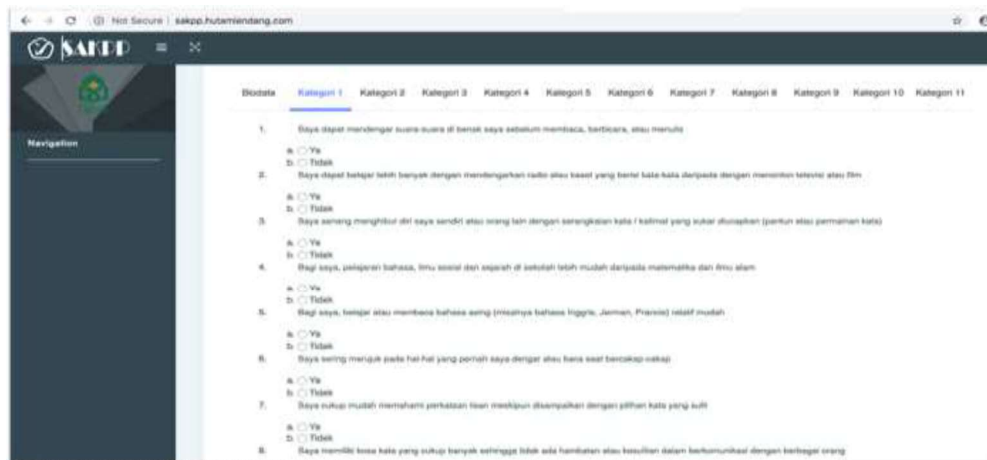 Not Secure | sakpp.hutamiendang.com
SAKPP
Navigation
Biodata Kategori 1 Kategori 2 Kategori 3 Kategori 4 Kategori 5 Kategori 6 Kategori 7 Kategori 8 Kategori 9 Kategori 10 Kategori 11
1. Saya dapat mendengar suara-suara di benak saya sebelum membaca, berbicara, atau menulis
a. Ya
b. Tidak
2. Saya dapat belajar lebih banyak dengan mendengarkan radio atau kaset yang berisi kata-kata daripada dengan menonton televisi atau film
a. Ya
b. Tidak
3. Saya senang menghibur diri saya sendiri atau orang lain dengan serangkaian kata / kalimat yang sukar diucapkan (pantun atau permainan kata)
a. Ya
b. Tidak
4. Bagi saya, pelajaran bahasa, ilmu sosial dan sejarah di sekolah lebih mudah daripada matematika dan ilmu alam
a. Ya
b. Tidak
5. Bagi saya, belajar atau membaca bahasa asing (misalnya bahasa Inggris, Jerman, Prancis) relatif mudah
a. Ya
b. Tidak
6. Saya sering merujuk pada hal-hal yang pernah saya dengar atau baca saat bercakap-cakap
a. Ya
b. Tidak
7. Saya cukup mudah memahami perkataan lisan meskipun disampaikan dengan pilihan kata yang sulit
a. Ya
b. Tidak
8. Saya memiliki kosa kata yang cukup banyak sehingga tidak ada hambatan atau kesulitan dalam berkomunikasi dengan berbagai orang